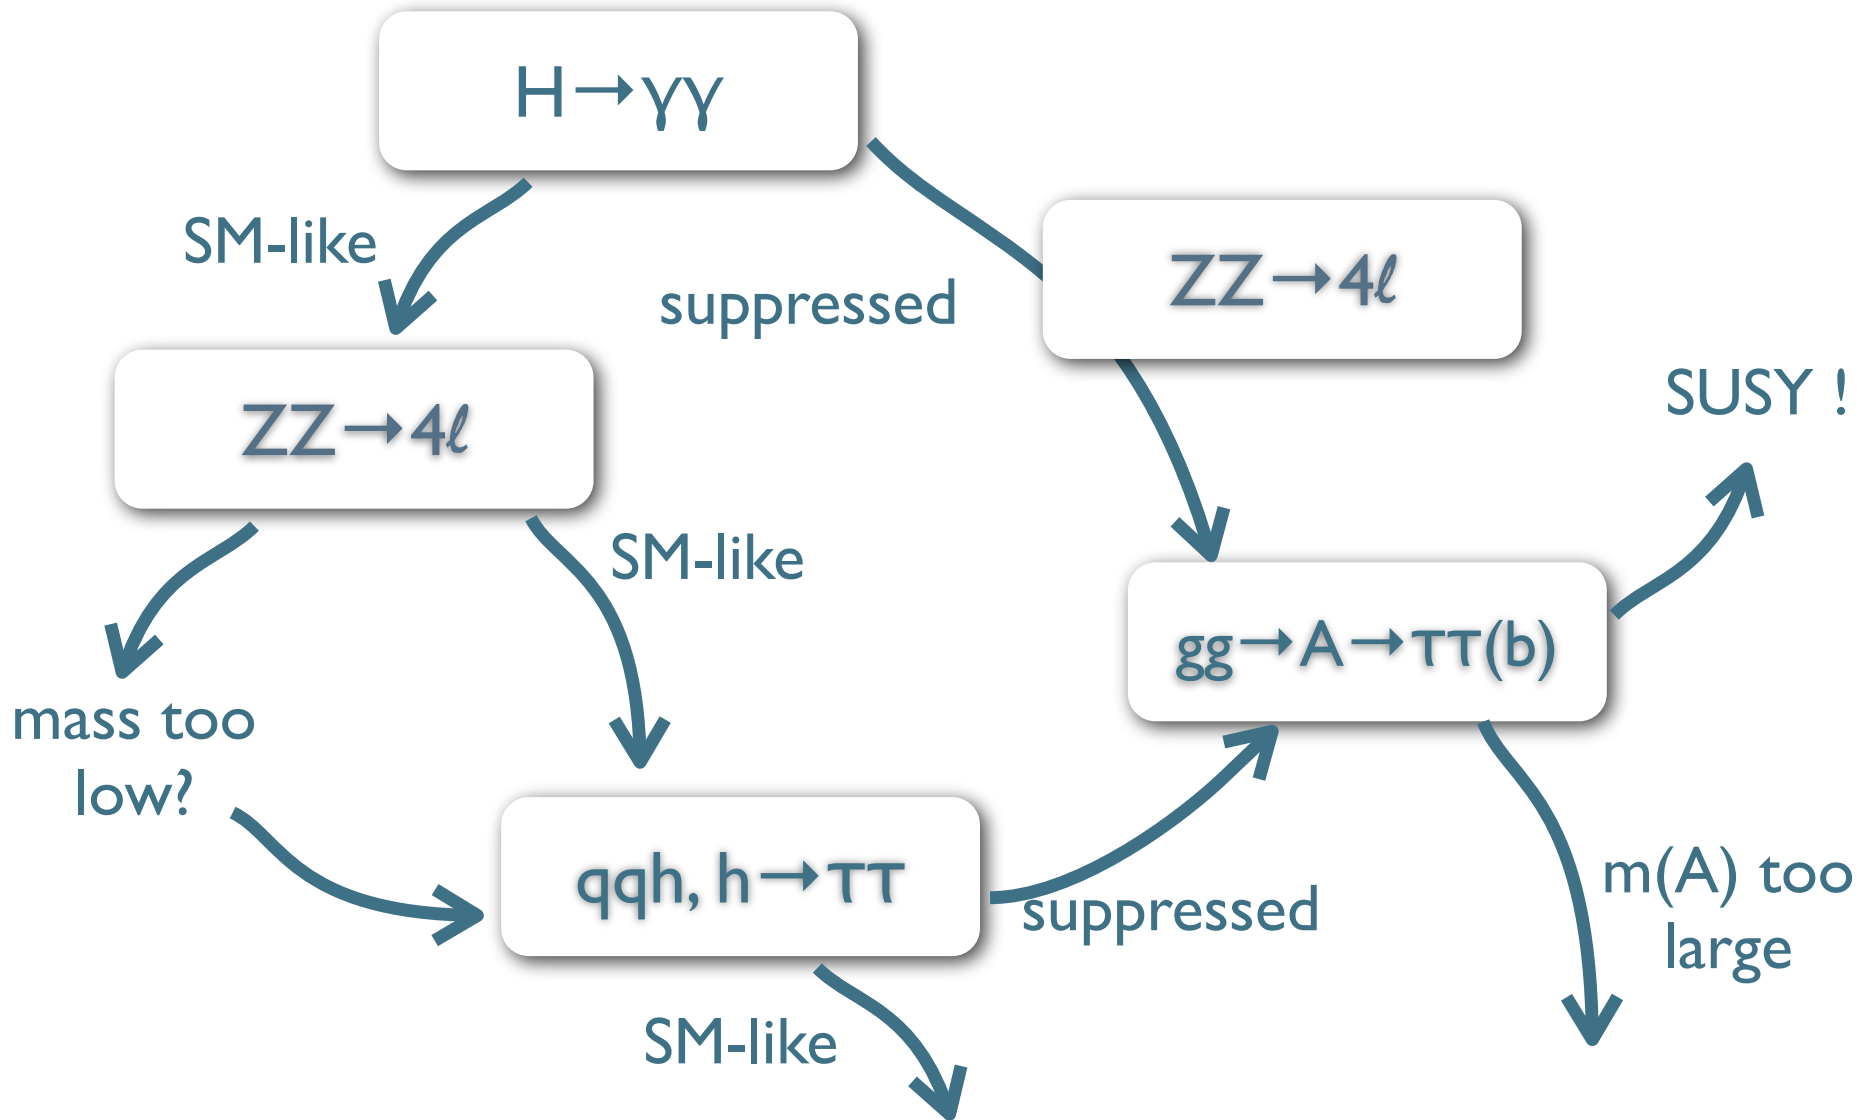 H→γγ
SM-like
suppressed
ZZ→4ℓ
ZZ→4ℓ
SUSY !
SM-like
gg→A→ττ(b)
mass too
low?
qqh, h→ττ
suppressed
m(A) too
large
SM-like